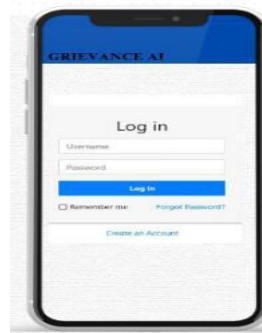 GRIEVANCE AI
Log in
Username
Password
Log in
Remember me Forgot Password?
Create an Account